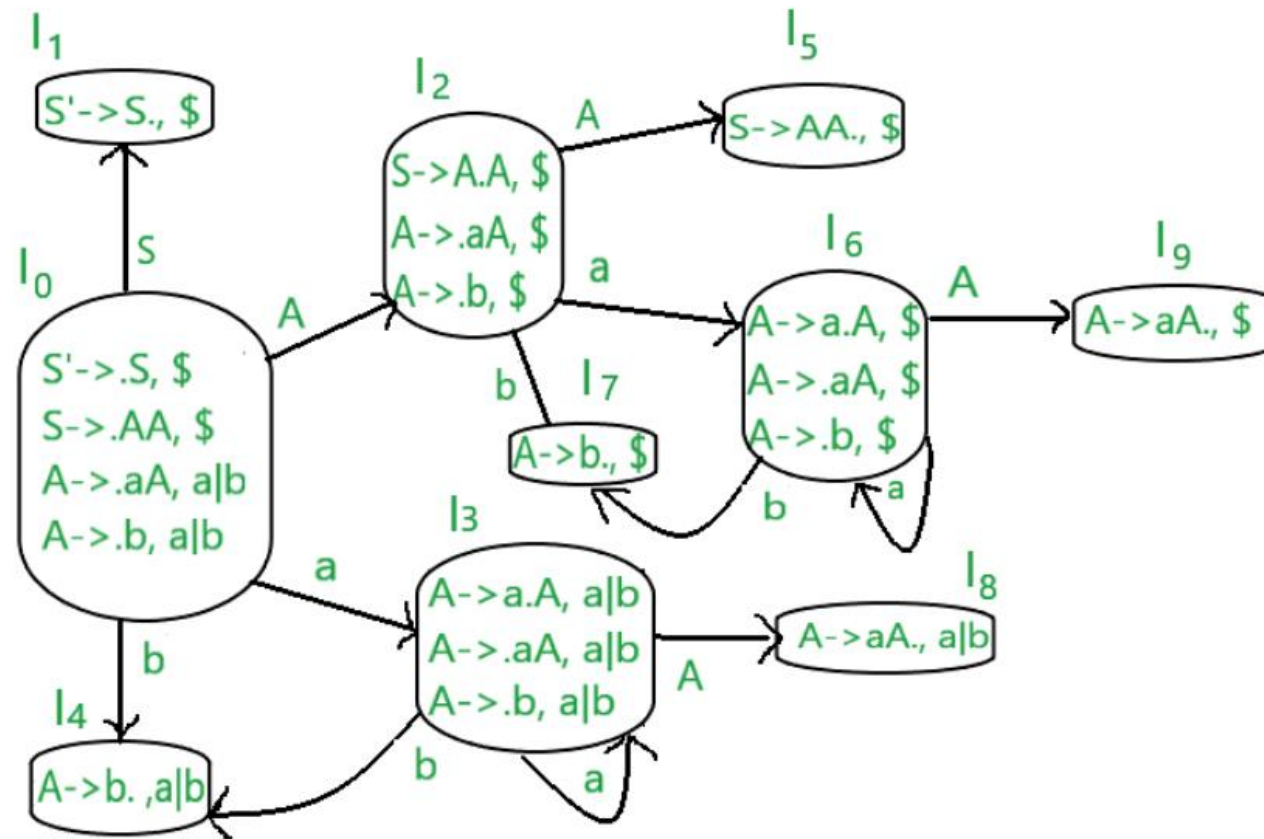 I1
S'->S., $
S
I0
S'->.S, $
S->.AA, $
A->.aA, a|b
A->.b, a|b
A
I2
S->A.A, $
A->.aA, $
A->.b, $
A
I5
S->AA., $
a
I6
A->a.A, $
A->.aA, $
A->.b, $
A
I9
A->aA., $
b
I7
A->b., $
b
a
a
I3
A->a.A, a|b
A->.aA, a|b
A->.b, a|b
A
I8
A->aA., a|b
b
I4
A->b. ,a|b
b
a